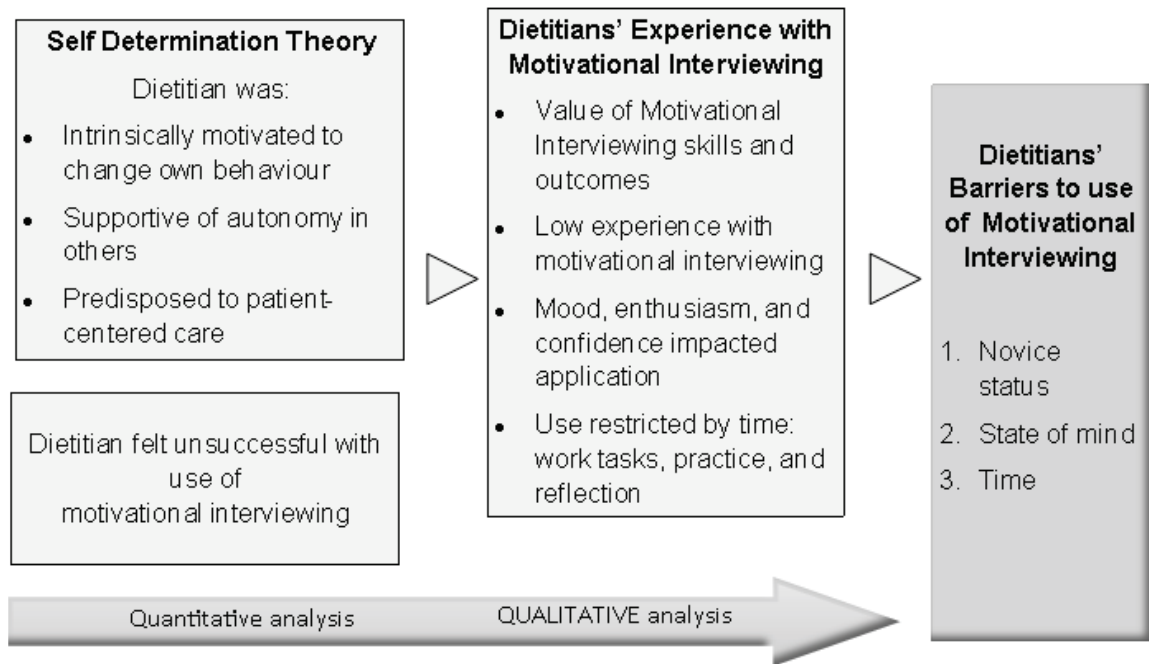 Self Determination Theory
Dietitian was:
• Intrinsically motivated to
change own behaviour
• Supportive of autonomy in
others
• Predisposed to patient-
centered care
Dietitian felt unsuccessful with
use of
motivational interviewing
Dietitians’ Experience with
Motivational Interviewing
• Value of Motivational
Interviewing skills and
outcomes
• Low experience with
motivational interviewing
• Mood, enthusiasm, and
confidence impacted
application
• Use restricted by time:
work tasks, practice, and
reflection
Dietitians’
Barriers to use
of Motivational
Interviewing
1. Novice
status
2. State of mind
3. Time
Quantitative analysis
QUALITATIVE analysis